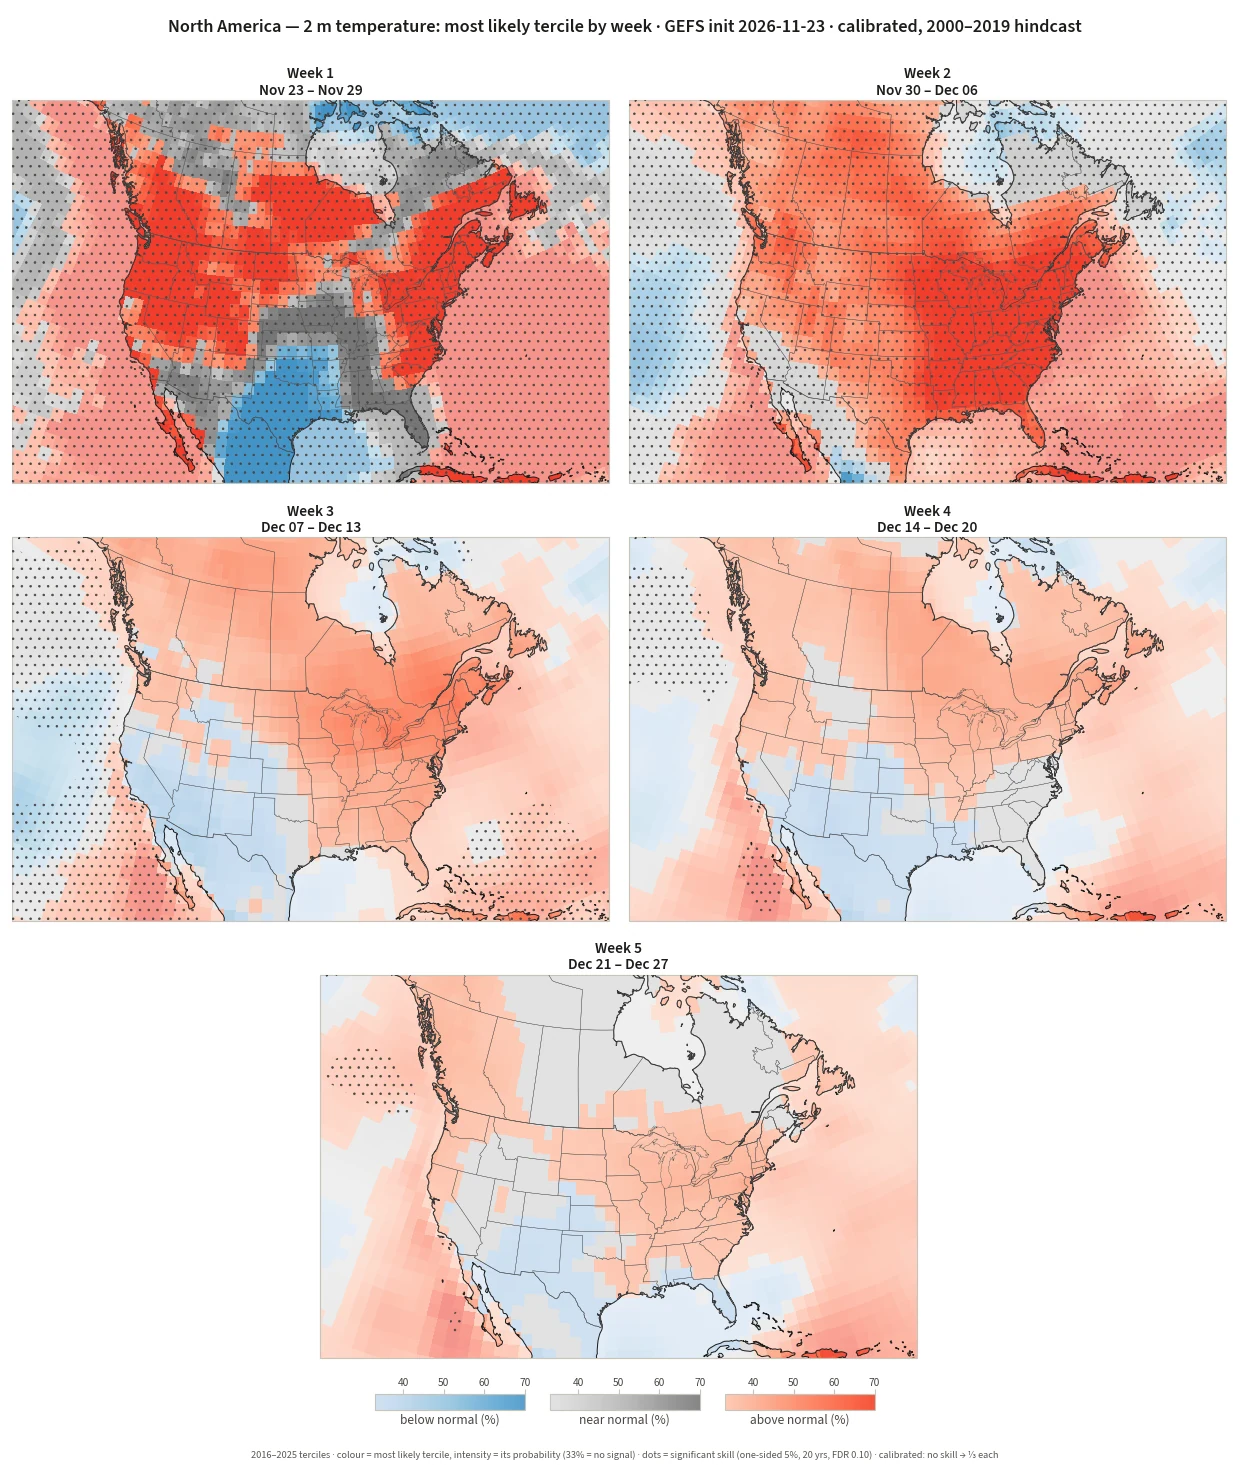 North America — 2 m temperature: most likely tercile by week · GEFS init 2026-11-23 · calibrated, 2000–2019 hindcast
Week 1
Nov 23 – Nov 29
Week 2
Nov 30 – Dec 06
Week 3
Dec 07 – Dec 13
Week 4
Dec 14 – Dec 20
Week 5
Dec 21 – Dec 27
40 50 60 70
below normal (%)
40 50 60 70
near normal (%)
40 50 60 70
above normal (%)
2016–2025 terciles · colour = most likely tercile, intensity = its probability (33% = no signal) · dots = significant skill (one-sided 5%, 20 yrs, FDR 0.10) · calibrated: no skill → ⅓ each